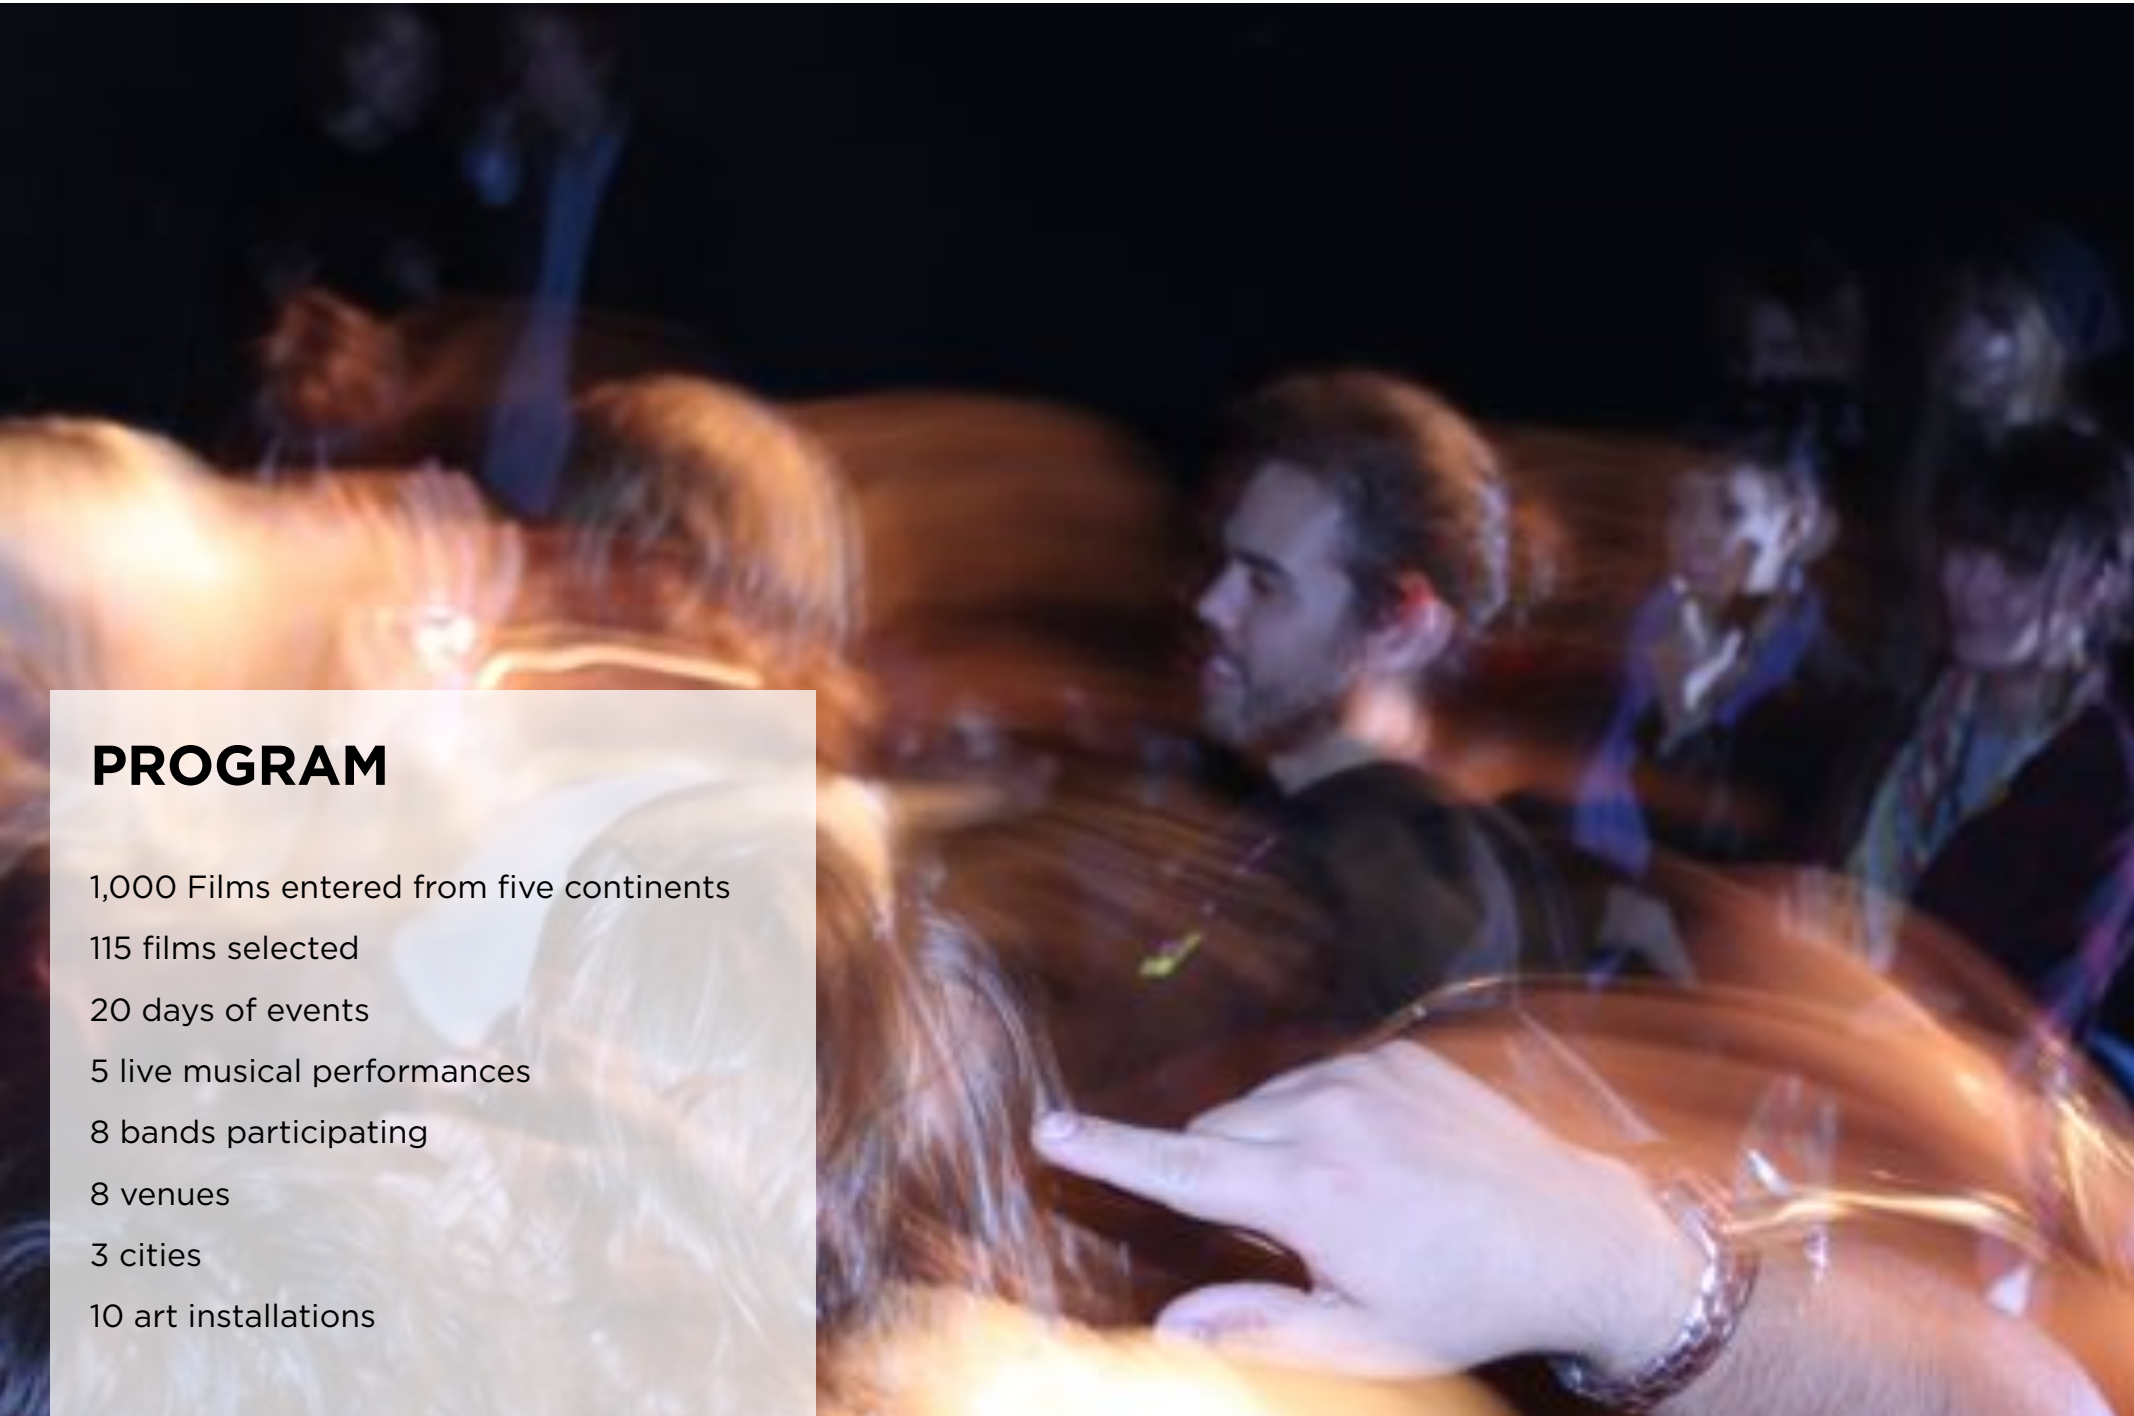 PROGRAM
1,000 Films entered from five continents
115 films selected
20 days of events
5 live musical performances
8 bands participating
8 venues
3 cities
10 art installations